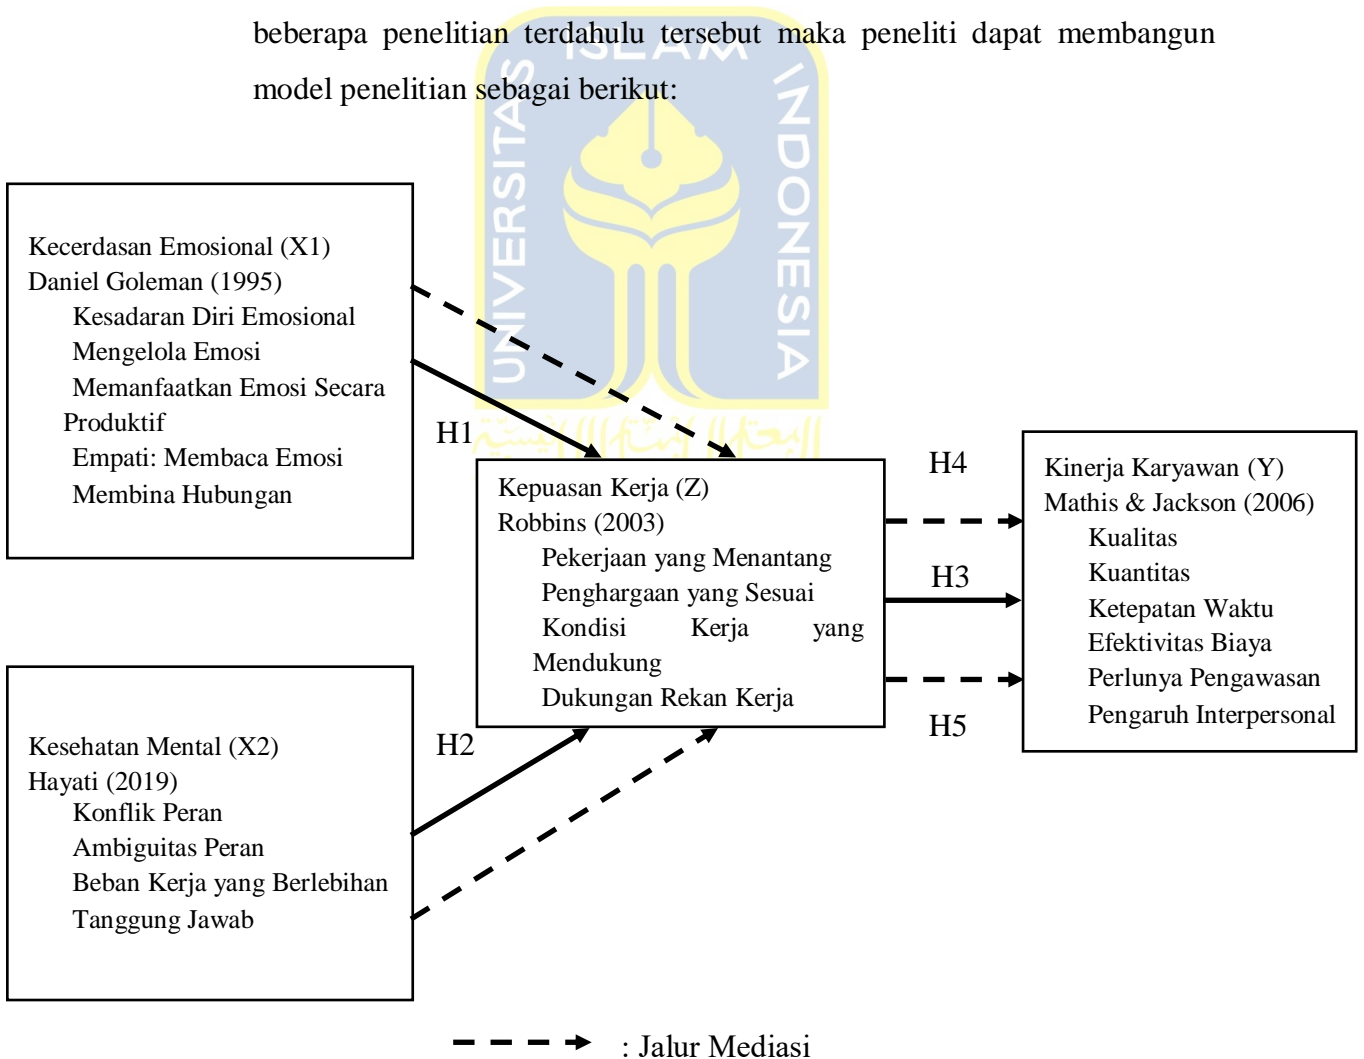 beberapa penelitian terdahulu tersebut maka peneliti dapat membangun
model penelitian sebagai berikut:
ISLAM
UNIVERSITAS
INDONESIA
Kecerdasan Emosional (X1)
Daniel Goleman (1995)
Kesadaran Diri Emosional
Mengelola Emosi
Memanfaatkan Emosi Secara
Produktif
Empati: Membaca Emosi
Membina Hubungan
H1
Kepuasan Kerja (Z)
Robbins (2003)
Pekerjaan yang Menantang
Penghargaan yang Sesuai
Kondisi Kerja yang
Mendukung
Dukungan Rekan Kerja
H4
H3
H5
Kinerja Karyawan (Y)
Mathis & Jackson (2006)
Kualitas
Kuantitas
Ketepatan Waktu
Efektivitas Biaya
Perlunya Pengawasan
Pengaruh Interpersonal
Kesehatan Mental (X2)
Hayati (2019)
Konflik Peran
Ambiguitas Peran
Beban Kerja yang Berlebihan
Tanggung Jawab
H2
: Jalur Mediasi